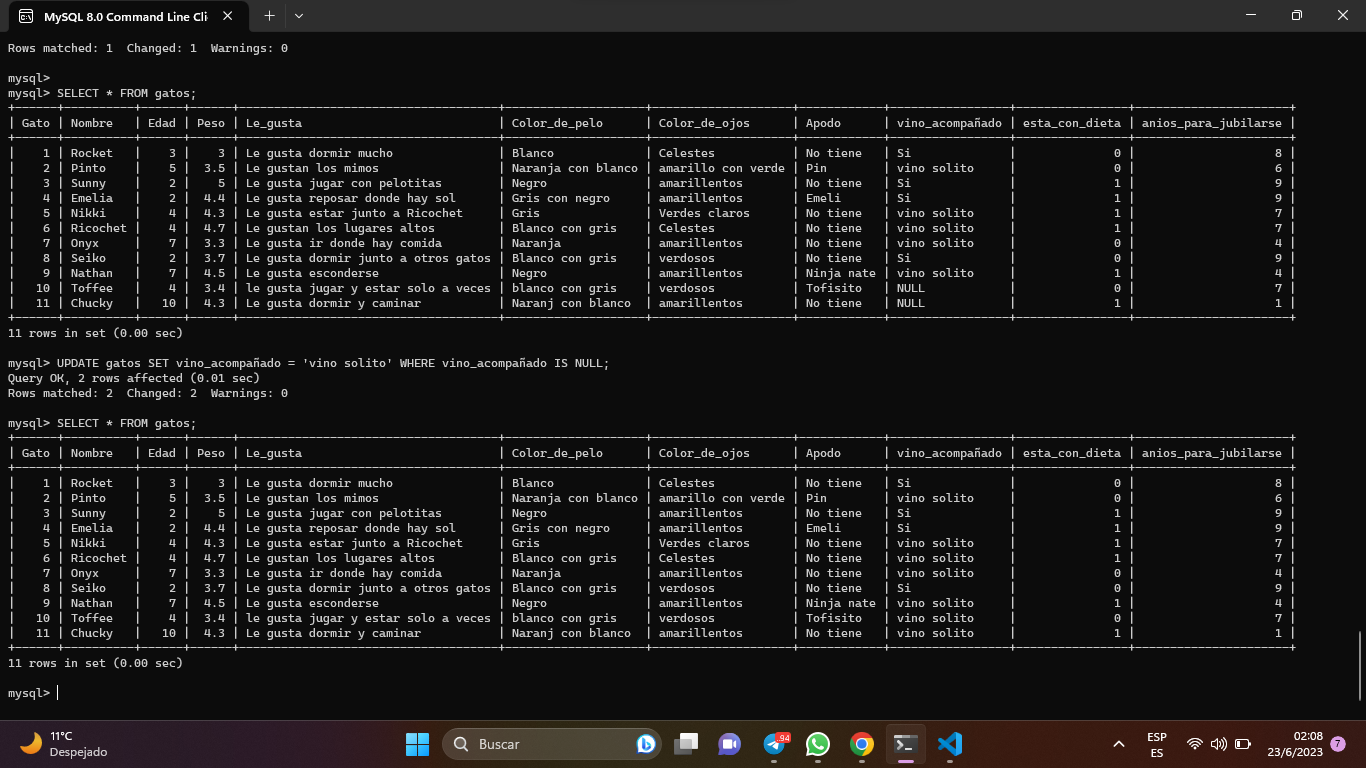 MySQL 8.0 Command Line Cli
Rows matched: 1  Changed: 1  Warnings: 0
mysql>
mysql> SELECT * FROM gatos;
| Gato | Nombre | Edad | Peso | Le_gusta | Color_de_pelo | Color_de_ojos | Apodo | vino_acompañado | esta_con_dieta | anios_para_jubilarse |
| 1 | Rocket | 3 | 3 | Le gusta dormir mucho | Blanco | Celestes | No tiene | Si | 0 | 8 |
| 2 | Pinto | 5 | 3.5 | Le gustan los mimos | Naranja con blanco | amarillo con verde | Pin | vino solito | 0 | 6 |
| 3 | Sunny | 2 | 5 | Le gusta jugar con pelotitas | Negro | amarillentos | No tiene | Si | 1 | 9 |
| 4 | Emelia | 2 | 4.4 | Le gusta reposar donde hay sol | Gris con negro | amarillentos | Emeli | Si | 1 | 9 |
| 5 | Nikki | 4 | 4.3 | Le gusta estar junto a Ricochet | Gris | Verdes claros | No tiene | vino solito | 1 | 7 |
| 6 | Ricochet | 4 | 4.7 | Le gustan los lugares altos | Blanco con gris | Celestes | No tiene | vino solito | 1 | 7 |
| 7 | Onyx | 7 | 3.3 | Le gusta ir donde hay comida | Naranja | amarillentos | No tiene | vino solito | 0 | 4 |
| 8 | Seiko | 2 | 3.7 | Le gusta dormir junto a otros gatos | Blanco con gris | verdosos | No tiene | Si | 0 | 9 |
| 9 | Nathan | 7 | 4.5 | Le gusta esconderse | Negro | amarillentos | Ninja nate | vino solito | 1 | 4 |
| 10 | Toffee | 4 | 3.4 | le gusta jugar y estar solo a veces | blanco con gris | verdosos | Tofisito | NULL | 0 | 7 |
| 11 | Chucky | 10 | 4.3 | Le gusta dormir y caminar | Naranj con blanco | amarillentos | No tiene | NULL | 1 | 1 |
11 rows in set (0.00 sec)
mysql> UPDATE gatos SET vino_acompañado = 'vino solito' WHERE vino_acompañado IS NULL;
Query OK, 2 rows affected (0.01 sec)
Rows matched: 2  Changed: 2  Warnings: 0
mysql> SELECT * FROM gatos;
| Gato | Nombre | Edad | Peso | Le_gusta | Color_de_pelo | Color_de_ojos | Apodo | vino_acompañado | esta_con_dieta | anios_para_jubilarse |
| 1 | Rocket | 3 | 3 | Le gusta dormir mucho | Blanco | Celestes | No tiene | Si | 0 | 8 |
| 2 | Pinto | 5 | 3.5 | Le gustan los mimos | Naranja con blanco | amarillo con verde | Pin | vino solito | 0 | 6 |
| 3 | Sunny | 2 | 5 | Le gusta jugar con pelotitas | Negro | amarillentos | No tiene | Si | 1 | 9 |
| 4 | Emelia | 2 | 4.4 | Le gusta reposar donde hay sol | Gris con negro | amarillentos | Emeli | Si | 1 | 9 |
| 5 | Nikki | 4 | 4.3 | Le gusta estar junto a Ricochet | Gris | Verdes claros | No tiene | vino solito | 1 | 7 |
| 6 | Ricochet | 4 | 4.7 | Le gustan los lugares altos | Blanco con gris | Celestes | No tiene | vino solito | 1 | 7 |
| 7 | Onyx | 7 | 3.3 | Le gusta ir donde hay comida | Naranja | amarillentos | No tiene | vino solito | 0 | 4 |
| 8 | Seiko | 2 | 3.7 | Le gusta dormir junto a otros gatos | Blanco con gris | verdosos | No tiene | Si | 0 | 9 |
| 9 | Nathan | 7 | 4.5 | Le gusta esconderse | Negro | amarillentos | Ninja nate | vino solito | 1 | 4 |
| 10 | Toffee | 4 | 3.4 | le gusta jugar y estar solo a veces | blanco con gris | verdosos | Tofisito | vino solito | 0 | 7 |
| 11 | Chucky | 10 | 4.3 | Le gusta dormir y caminar | Naranj con blanco | amarillentos | No tiene | vino solito | 1 | 1 |
11 rows in set (0.00 sec)
mysql>
11°C
Despejado
Buscar
94
ESP
ES
02:08
23/6/2023
7